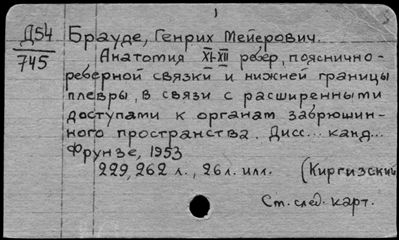 Д54
745
Брауде, Генрих Мейерович.
Анатомия XI-XII ребер, пояснично-
реберной связки и нижней границы
плевры, в связи с расширенными
доступами к органам забрюшин-
ного пространства. Дисс... канд...
Фрунзе, 1953
229, 262 л., 26 л. илл. (Киргизский
Ст. след. карт.